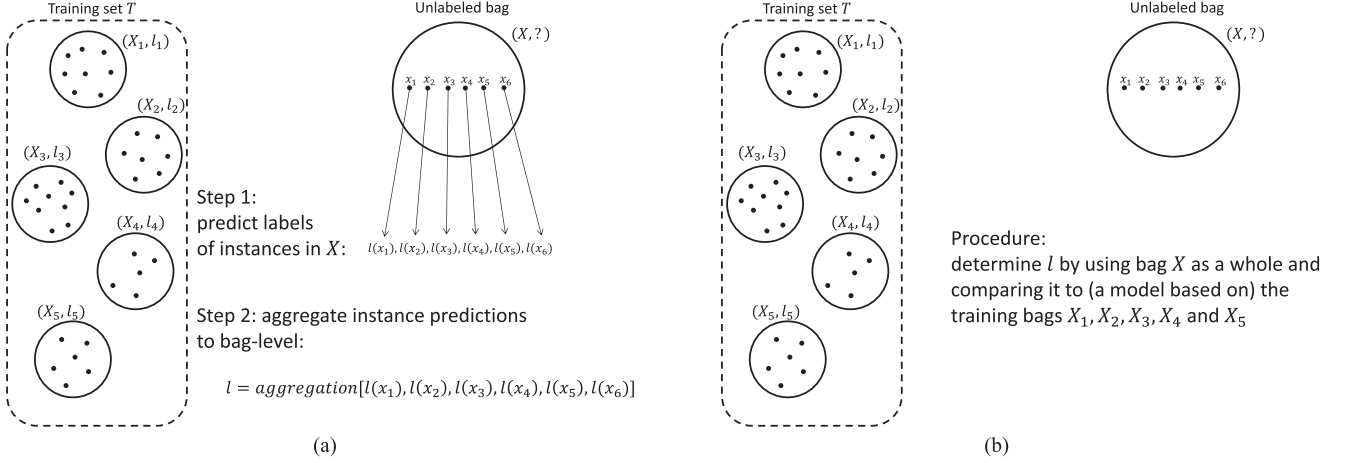 Training set T
(X₁, l₁)
(X₂, l₂)
(X₃, l₃)
(X₄, l₄)
(X₅, l₅)
Unlabeled bag
(X, ?)
x₁ x₂ x₃ x₄ x₅ x₆
Step 1:
predict labels
of instances in X:
l(x₁), l(x₂), l(x₃), l(x₄), l(x₅), l(x₆)
Step 2: aggregate instance predictions
to bag-level:
l = aggregation[l(x₁), l(x₂), l(x₃), l(x₄), l(x₅), l(x₆)]
(a)
Training set T
(X₁, l₁)
(X₂, l₂)
(X₃, l₃)
(X₄, l₄)
(X₅, l₅)
Unlabeled bag
(X, ?)
x₁ x₂ x₃ x₄ x₅ x₆
Procedure:
determine l by using bag X as a whole and
comparing it to (a model based on) the
training bags X₁, X₂, X₃, X₄ and X₅
(b)